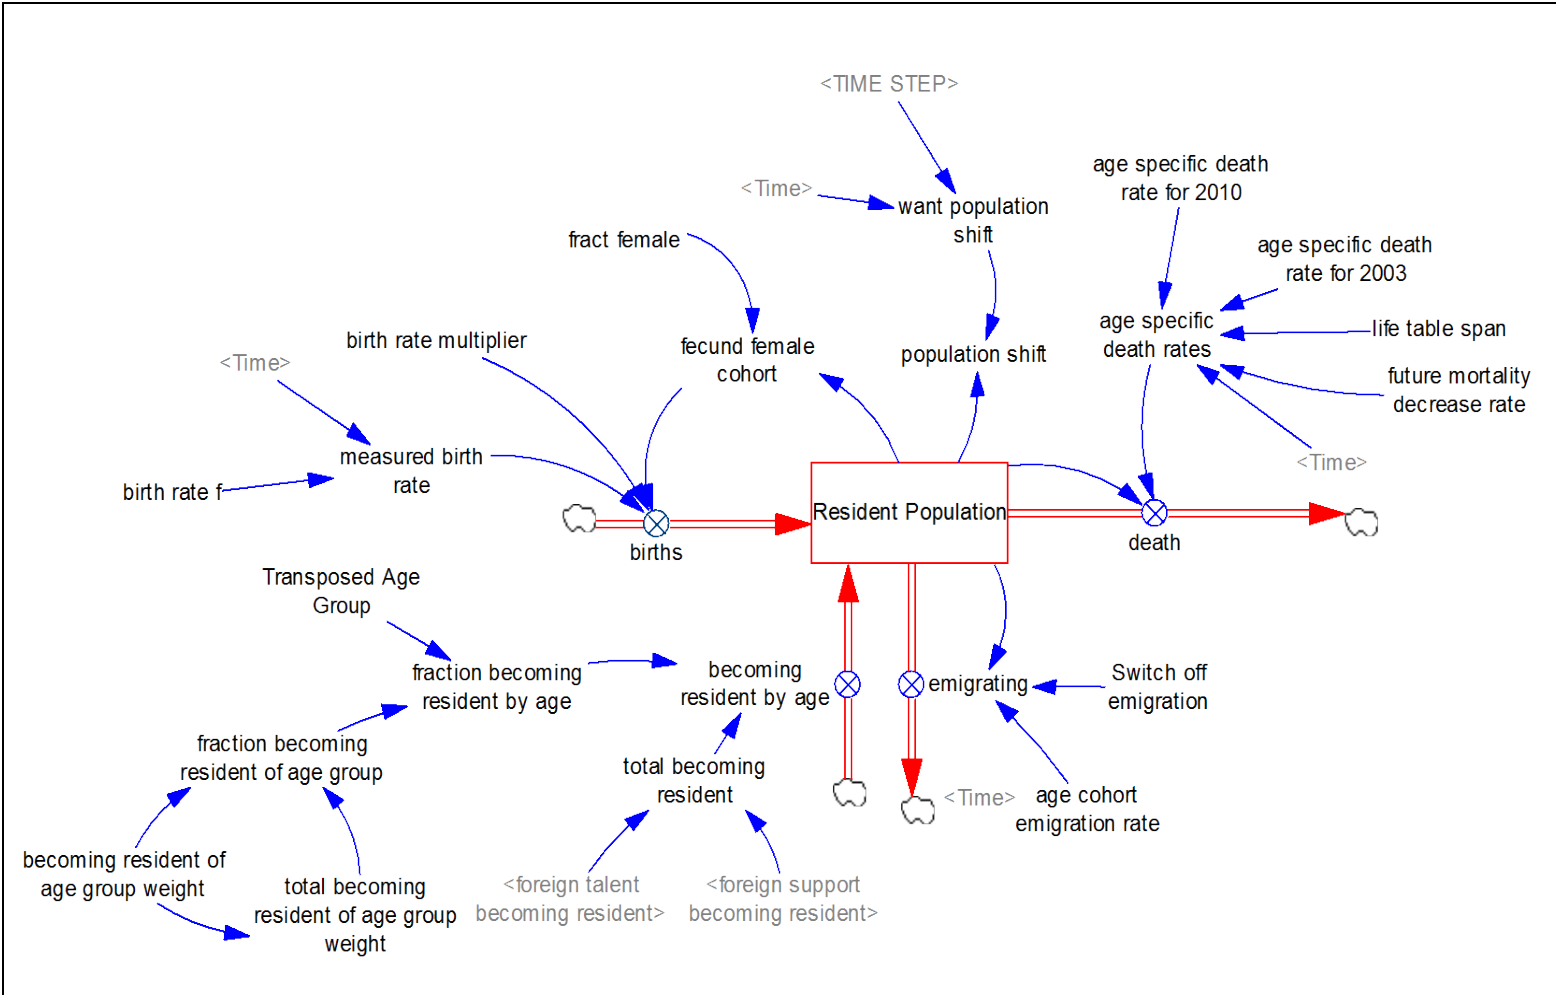 <TIME STEP>
<Time>
want population
shift
age specific death
rate for 2010
fract female
age specific death
rate for 2003
birth rate multiplier
<Time>
fecund female
cohort
population shift
age specific
death rates
life table span
future mortality
decrease rate
measured birth
rate
<Time>
birth rate f
Resident Population
births
death
Transposed Age
Group
fraction becoming
resident by age
becoming
resident by age
emigrating
Switch off
emigration
fraction becoming
resident of age group
total becoming
resident
<Time>
age cohort
emigration rate
becoming resident of
age group weight
total becoming
resident of age group
weight
<foreign talent
becoming resident>
<foreign support
becoming resident>